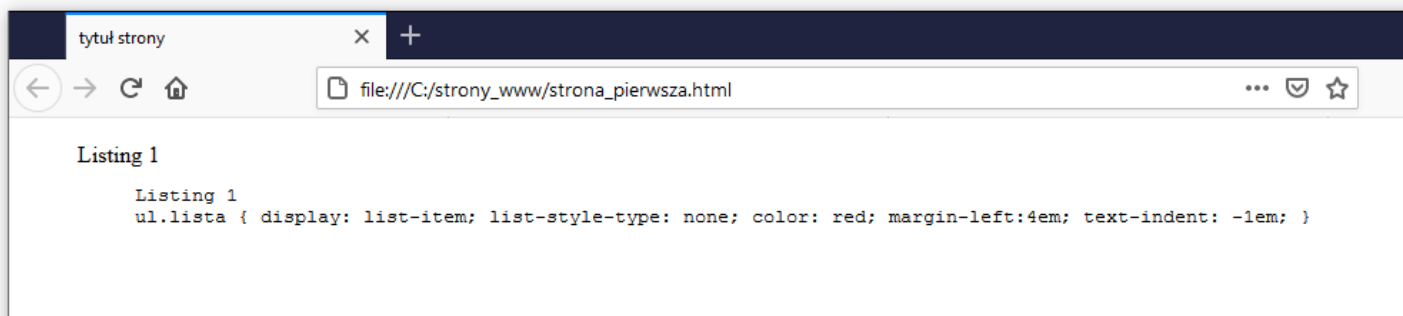 tytuł strony
file:///C:/strony_www/strona_pierwsza.html
Listing 1
Listing 1
ul.lista { display: list-item; list-style-type: none; color: red; margin-left:4em; text-indent: -1em; }